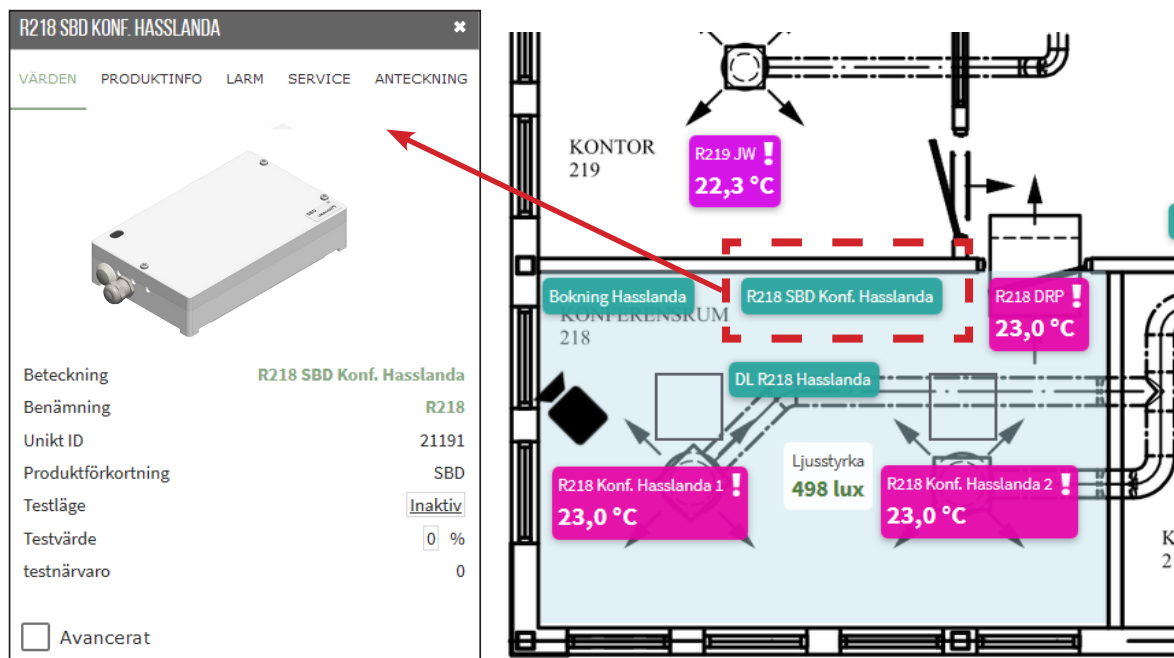 R218 SBD KONF. HASSLANDA ✖
VÄRDEN PRODUKTINFO LARM SERVICE ANTECKNING
SBD
Beteckning R218 SBD Konf. Hasslanda
Benämning R218
Unikt ID 21191
Produktförkortning SBD
Testläge Inaktiv
Testvärde 0 %
testnärvaro 0
Avancerat
KONTOR
219
R219 JW !
22,3 °C
Bokning Hasslanda
R218 SBD Konf. Hasslanda
R218 DRP !
23,0 °C
KONFERENSRUM
218
DL R218 Hasslanda
Ljusstyrka
498 lux
R218 Konf. Hasslanda 1 !
23,0 °C
R218 Konf. Hasslanda 2 !
23,0 °C
K
2